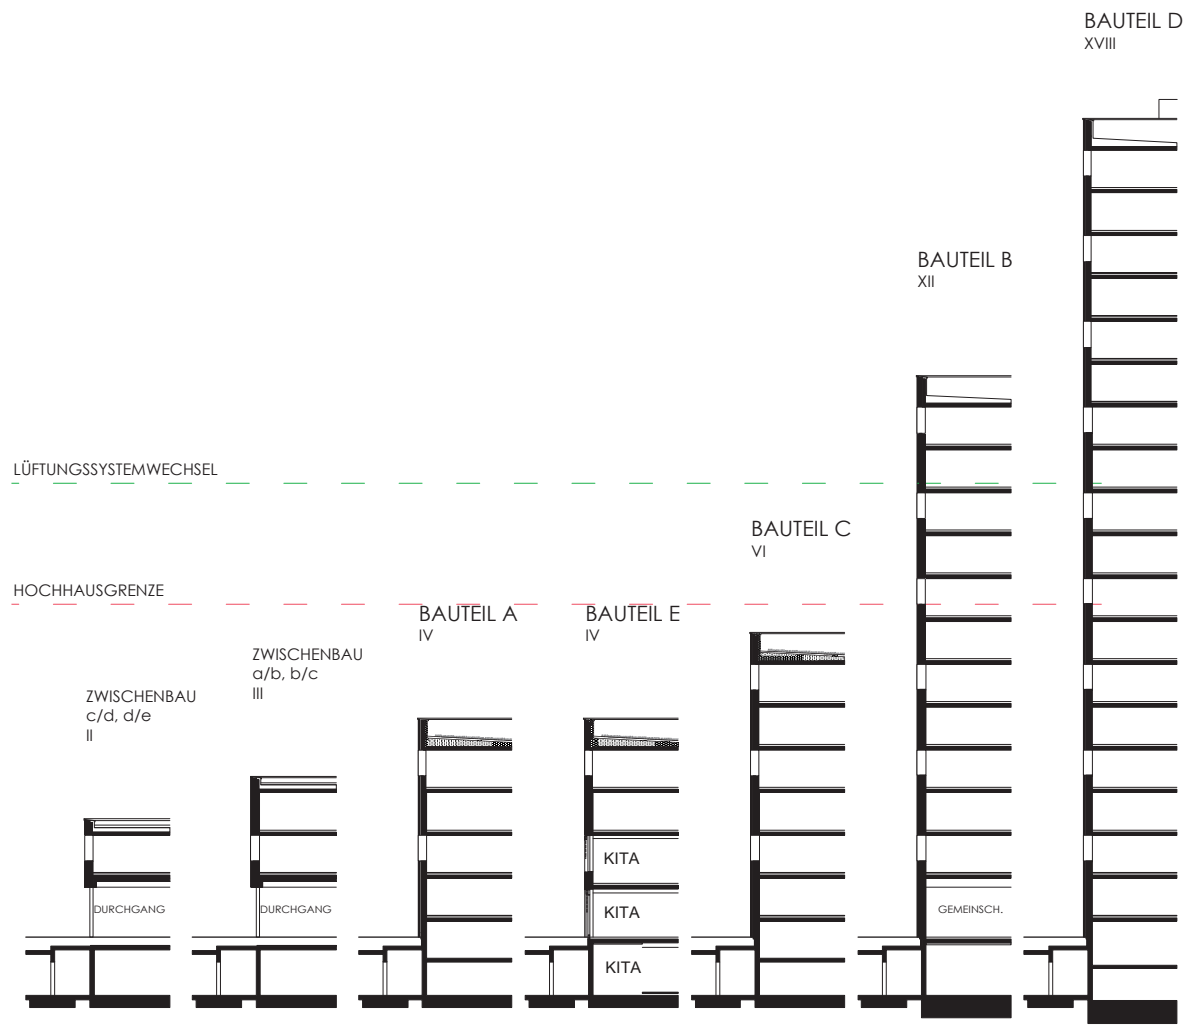 BAUTEIL D
XVIII
BAUTEIL B
XII
LÜFTUNGSSYSTEMWECHSEL
BAUTEIL C
VI
HOCHHAUSGRENZE
BAUTEIL A
IV
BAUTEIL E
IV
ZWISCHENBAU
a/b, b/c
III
ZWISCHENBAU
c/d, d/e
II
KITA
DURCHGANG
DURCHGANG
KITA
GEMEINSCH.
KITA